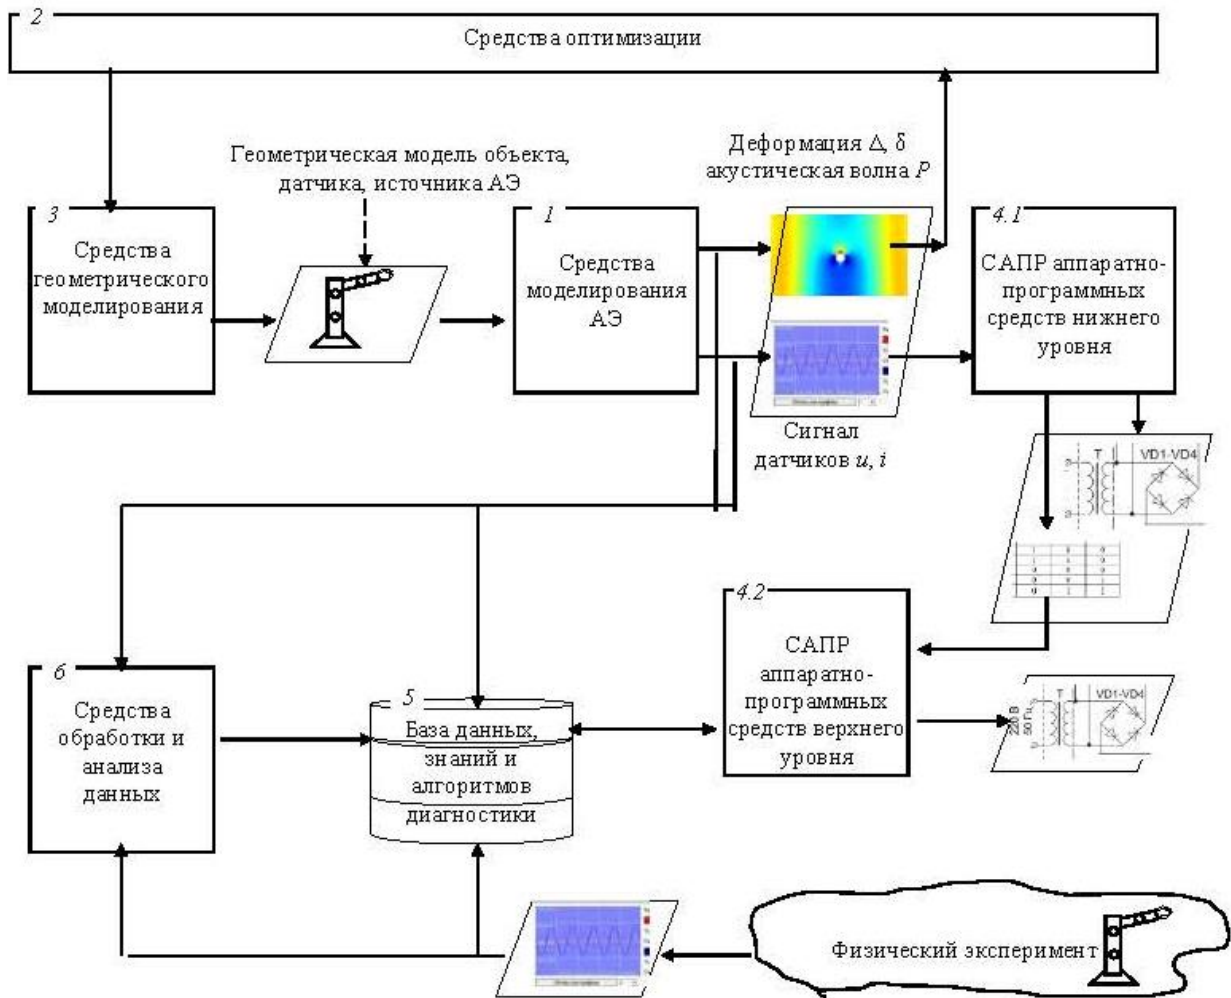 2
Средства оптимизации
Геометрическая модель объекта,
датчика, источника АЭ
Деформация Δ, δ
акустическая волна P
3
Средства
геометрического
моделирования
1
Средства
моделирования
АЭ
4.1
САПР аппаратно-
программных
средств нижнего
уровня
Сигнал
датчиков u, i
T
VD1-VD4
4.2
САПР
аппаратно-
программных
средств верхнего
уровня
220 В
50 Гц
T
VD1-VD4
6
Средства
обработки и
анализа
данных
5
База данных,
знаний и
алгоритмов
диагностики
Физический эксперимент